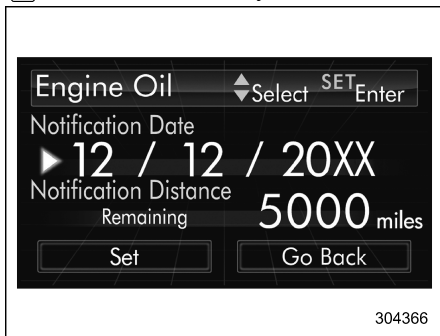 Engine Oil Select SET Enter
Notification Date
12 / 12 / 20XX
Notification Distance
Remaining 5000 miles
Set Go Back
304366